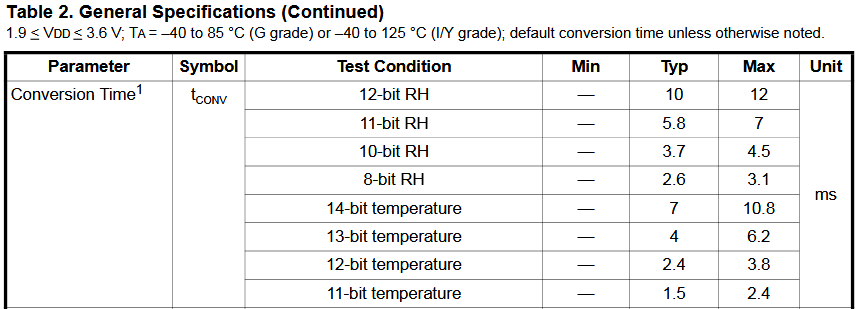 Table 2. General Specifications (Continued)
1.9 ≤ VDD ≤ 3.6 V; TA = –40 to 85 °C (G grade) or –40 to 125 °C (I/Y grade); default conversion time unless otherwise noted.
Parameter Symbol Test Condition Min Typ Max Unit
Conversion Time1 tCONV 12-bit RH — 10 12
11-bit RH — 5.8 7
10-bit RH — 3.7 4.5
8-bit RH — 2.6 3.1
ms
14-bit temperature — 7 10.8
13-bit temperature — 4 6.2
12-bit temperature — 2.4 3.8
11-bit temperature — 1.5 2.4